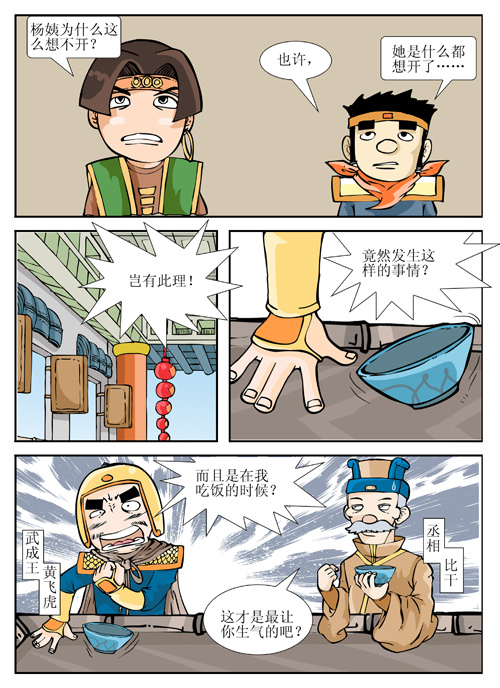 杨姨为什么这
么想不开？
也许，
她是什么都
想开了……
岂有此理！
竟然发生这
样的事情？
而且是在我
吃饭的时候？
武成王
黄飞虎
丞相
比干
这才是最让
你生气的吧？